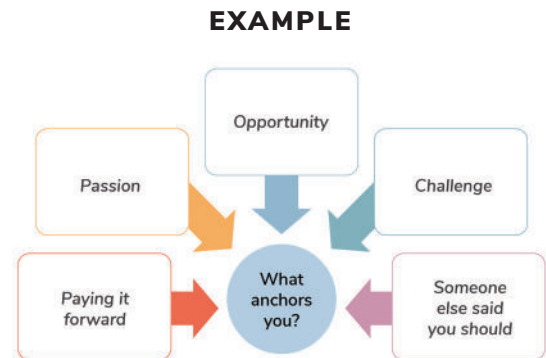 EXAMPLE
Opportunity
Passion
Challenge
Paying it
forward
What
anchors
you?
Someone
else said
you should